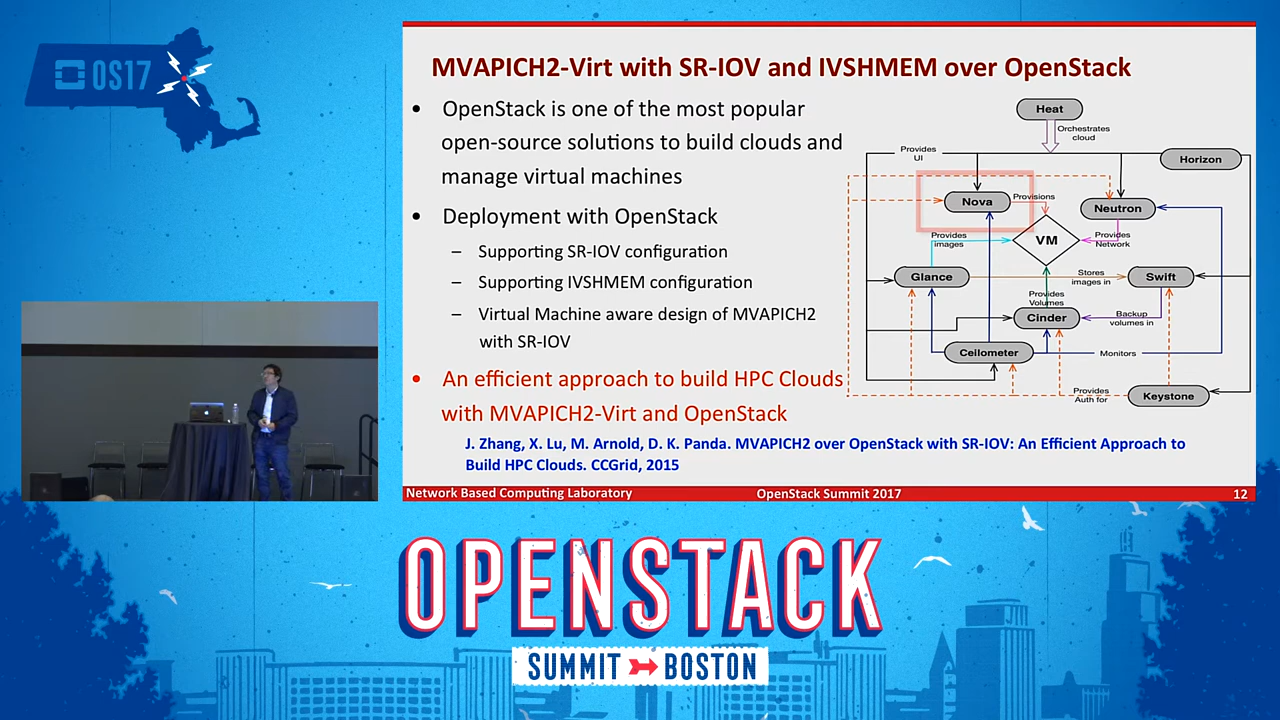 OS17
MVAPICH2-Virt with SR-IOV and IVSHMEM over OpenStack
• OpenStack is one of the most popular
open-source solutions to build clouds and
manage virtual machines
• Deployment with OpenStack
– Supporting SR-IOV configuration
– Supporting IVSHMEM configuration
– Virtual Machine aware design of MVAPICH2
with SR-IOV
• An efficient approach to build HPC Clouds
with MVAPICH2-Virt and OpenStack
J. Zhang, X. Lu, M. Arnold, D. K. Panda. MVAPICH2 over OpenStack with SR-IOV: An Efficient Approach to
Build HPC Clouds. CCGrid, 2015
Heat
Orchestrates
cloud
Provides
UI
Horizon
Nova
Provisions
Neutron
Provides
images
VM
Provides
Network
Glance
Stores
images in
Swift
Provides
Volumes
Cinder
Backup
volumes in
Ceilometer
Monitors
Provides
Auth for
Keystone
Network Based Computing Laboratory
OpenStack Summit 2017
12
OPENSTACK
SUMMIT BOSTON